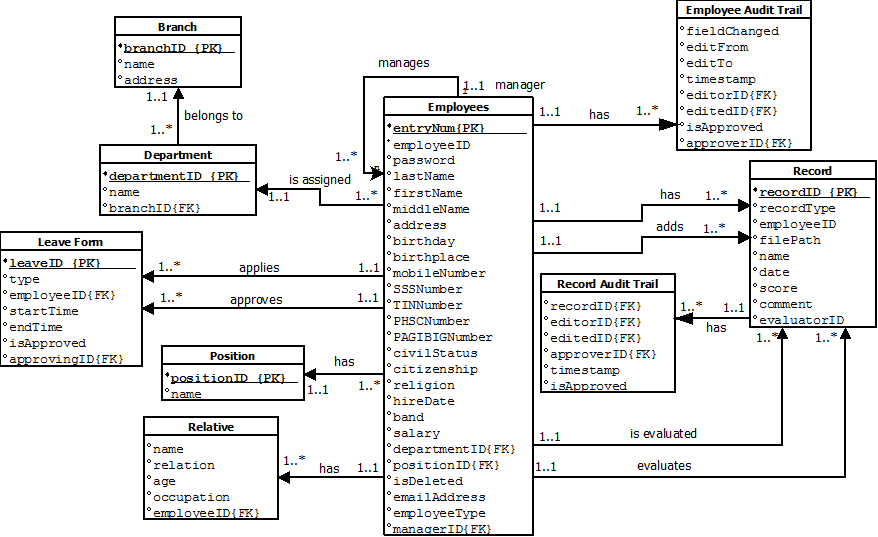 Branch
branchID {PK}
name
address
1..1
belongs to
1..*
Department
departmentID {PK}
name
branchID{FK}
is assigned
1..1
1..*
manages
1..1
manager
1..*
Employees
entryNum{PK}
employeeID
password
lastName
firstName
middleName
address
birthday
birthplace
mobileNumber
SSSNumber
TINNumber
PHSCNumber
PAGIBIGNumber
civilStatus
citizenship
religion
hireDate
band
salary
departmentID{FK}
positionID{FK}
isDeleted
emailAddress
employeeType
managerID{FK}
Employee Audit Trail
fieldChanged
editFrom
editTo
timestamp
editorID{FK}
editedID{FK}
isApproved
approverID{FK}
1..1
has
1..*
Record
recordID {PK}
recordType
employeeID
filePath
name
date
score
comment
evaluatorID
has
1..*
1..1
adds
1..*
1..1
Leave Form
leaveID {PK}
type
employeeID{FK}
startTime
endTime
isApproved
approvingID{FK}
1..*
applies
1..1
1..*
approves
1..1
Record Audit Trail
recordID{FK}
editorID{FK}
editedID{FK}
approverID{FK}
timestamp
isApproved
1..*
1..1
has
1..*
1..*
Position
positionID {PK}
name
has
1..1
1..*
Relative
name
relation
age
occupation
employeeID{FK}
1..*
has
1..1
1..1
is evaluated
1..1
evaluates